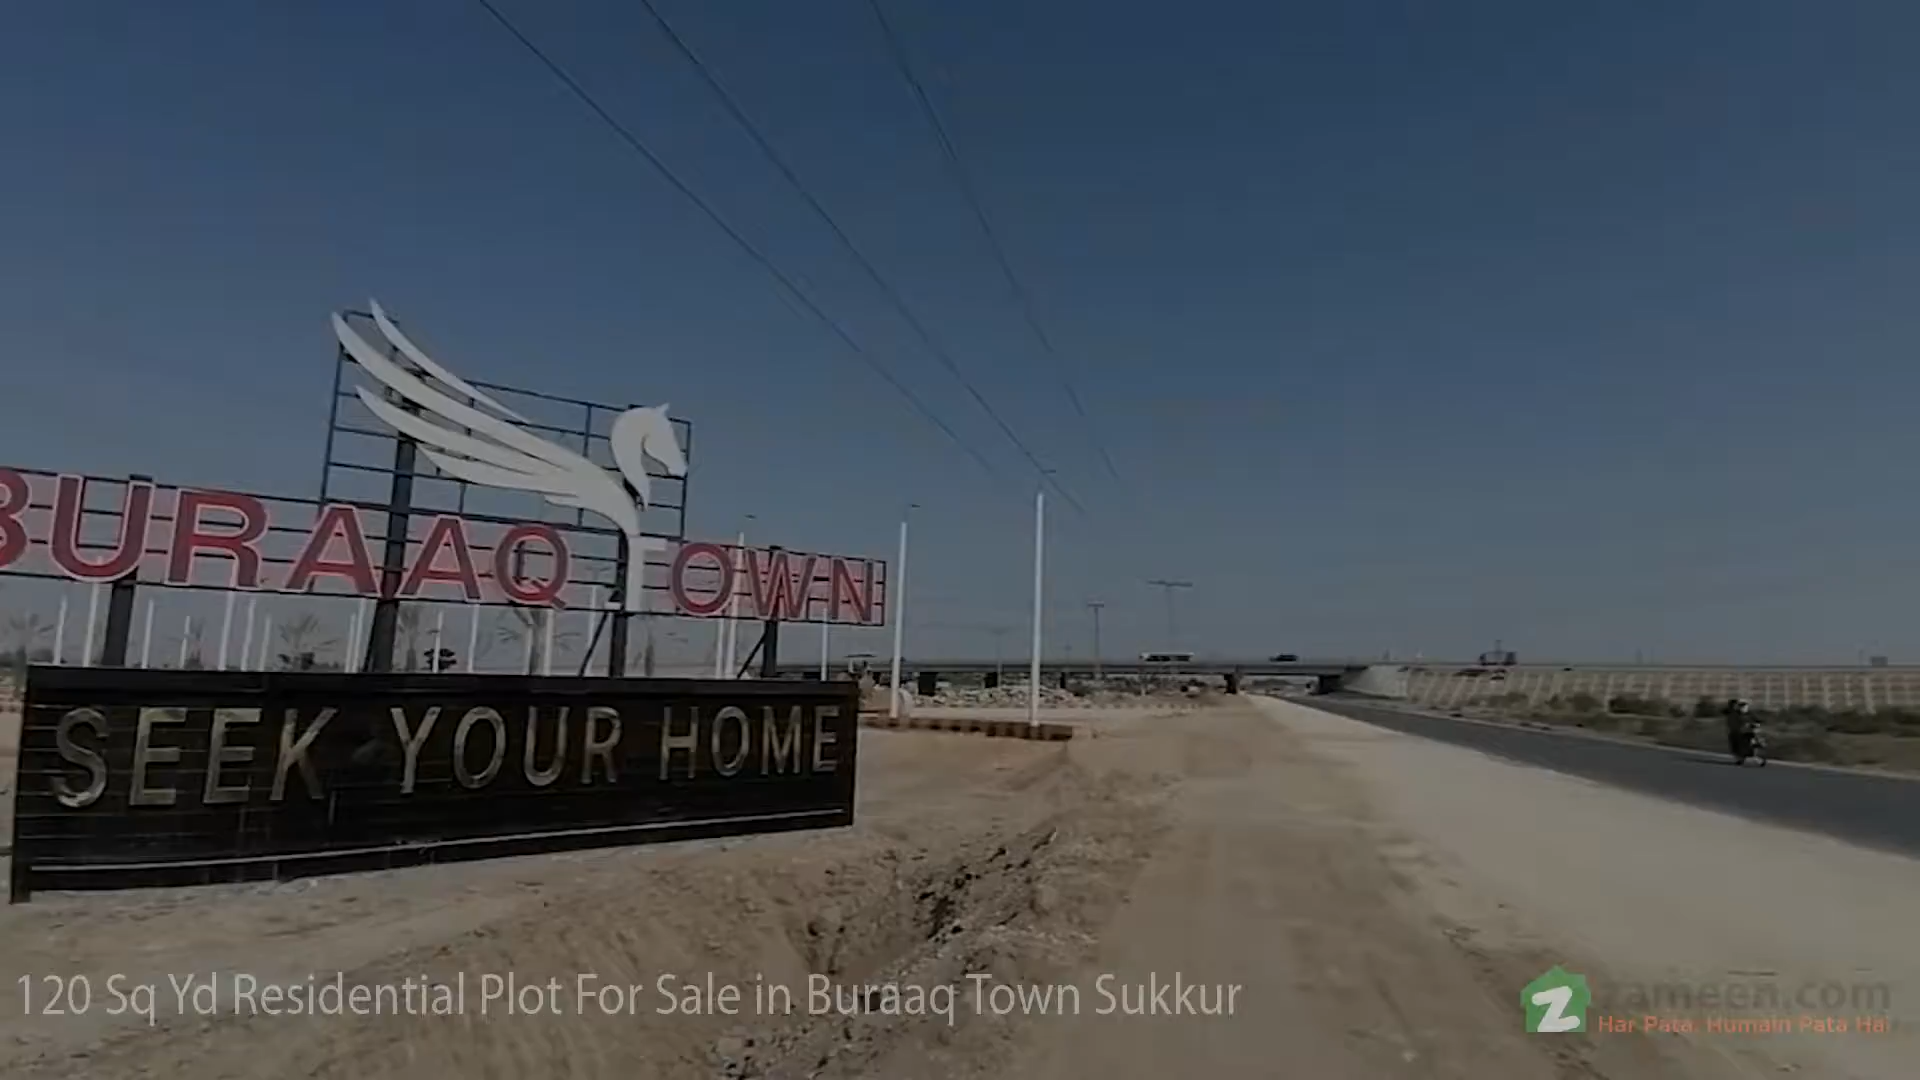 BURAAQ TOWN
SEEK YOUR HOME
120 Sq Yd Residential Plot For Sale in Buraaq Town Sukkur
zameen.com
Har Pata, Humain Pata Hai